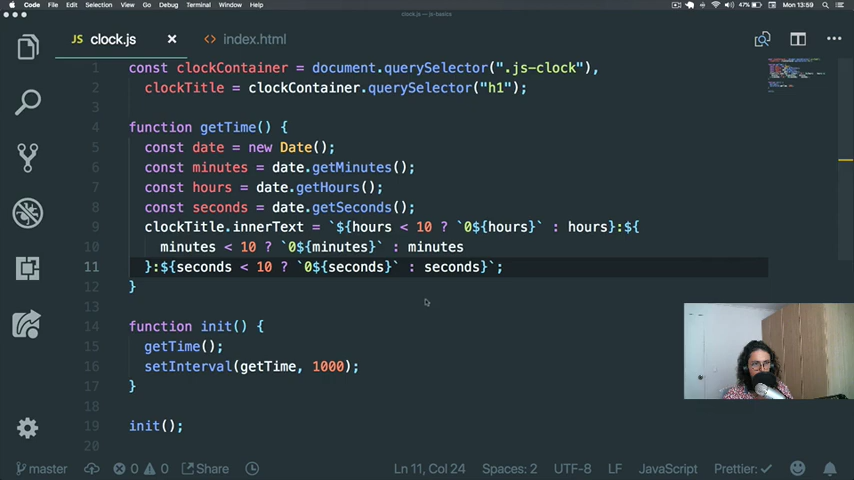 Code File Edit Selection View Go Debug Terminal Window Help 47% Mon 13:59
clock.js — js-basics
JS clock.js × <> index.html
1 const clockContainer = document.querySelector(".js-clock"),
2 clockTitle = clockContainer.querySelector("h1");
3
4 function getTime() {
5 const date = new Date();
6 const minutes = date.getMinutes();
7 const hours = date.getHours();
8 const seconds = date.getSeconds();
9 clockTitle.innerText = `${hours < 10 ? `0${hours}` : hours}:${
10 minutes < 10 ? `0${minutes}` : minutes
11 }:${seconds < 10 ? `0${seconds}` : seconds}`;
12 }
13
14 function init() {
15 getTime();
16 setInterval(getTime, 1000);
17 }
18
19 init();
20
master 0 0 Share Ln 11, Col 24 Spaces: 2 UTF-8 LF JavaScript Prettier: ✓